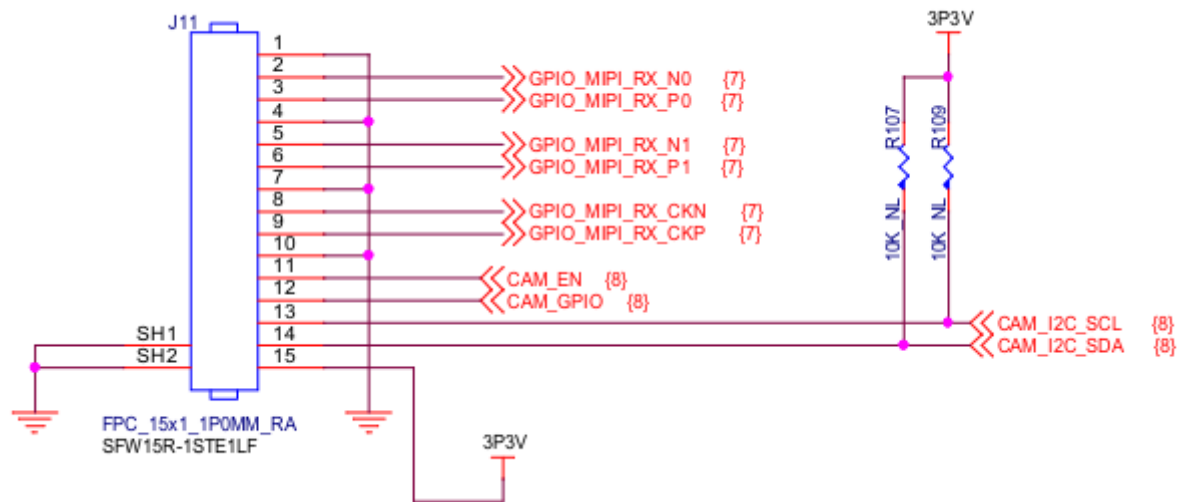 J11
3P3V
1
2
GPIO_MIPI_RX_N0 {7}
3
GPIO_MIPI_RX_P0 {7}
4
5
GPIO_MIPI_RX_N1 {7}
6
GPIO_MIPI_RX_P1 {7}
7
8
GPIO_MIPI_RX_CKN {7}
9
GPIO_MIPI_RX_CKP {7}
10
11
CAM_EN {8}
12
CAM_GPIO {8}
13
CAM_I2C_SCL {8}
14
CAM_I2C_SDA {8}
15
R107
R109
10K_NL
10K_NL
SH1
SH2
FPC_15x1_1P0MM_RA
SFW15R-1STE1LF
3P3V